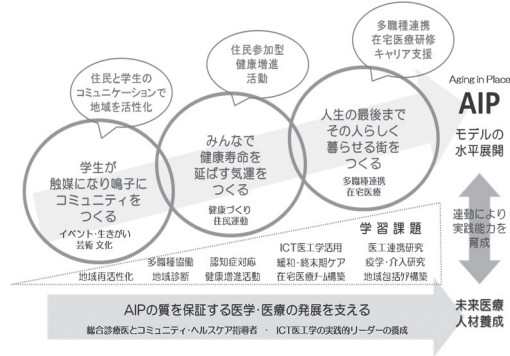 住民と学生の
コミュニケーションで
地域を活性化
住民参加型
健康増進
活動
多職種連携
在宅医療研修
キャリア支援
学生が
触媒になり鳴子に
コミュニティを
つくる
イベント・生きがい
芸術 文化
みんなで
健康寿命を
延ばす気運を
つくる
健康づくり
住民運動
人生の最後まで
その人らしく
暮らせる街を
つくる
多職種連携
在宅医療
Aging in Place
AIP
モデルの
水平展開
連動により
実践能力を
育成
未来医療
人材養成
学習課題
地域再活性化
多職種協働
地域診断
認知症対応
健康増進活動
ICT医工学活用
緩和・終末期ケア
在宅医療チーム構築
医工連携研究
疫学・介入研究
地域包括ケア構築
AIPの質を保証する医学・医療の発展を支える
総合診療医とコミュニティ・ヘルスケア指導者 ・ ICT医工学の実践的リーダーの養成